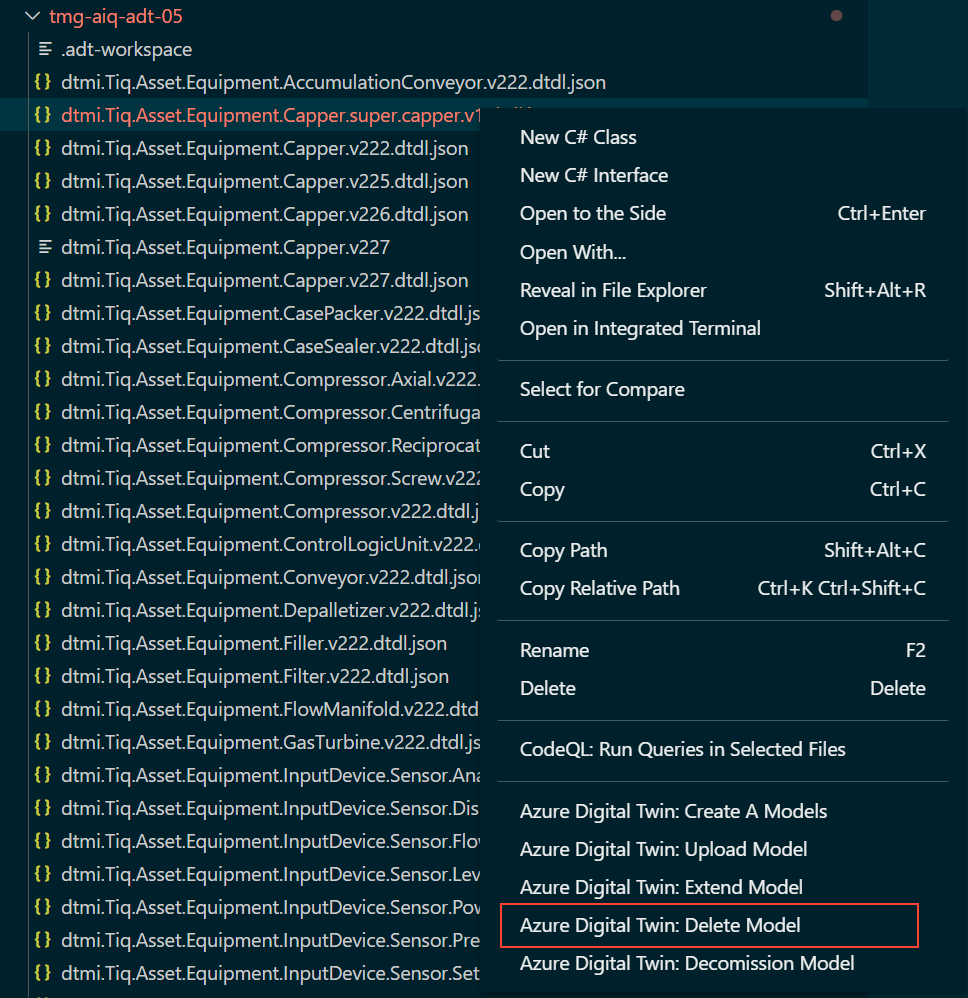 tmg-aiq-adt-05
.adt-workspace
dtmi.Tiq.Asset.Equipment.AccumulationConveyor.v222.dtdl.json
dtmi.Tiq.Asset.Equipment.Capper.super.capper.v1
dtmi.Tiq.Asset.Equipment.Capper.v222.dtdl.json
dtmi.Tiq.Asset.Equipment.Capper.v225.dtdl.json
dtmi.Tiq.Asset.Equipment.Capper.v226.dtdl.json
dtmi.Tiq.Asset.Equipment.Capper.v227
dtmi.Tiq.Asset.Equipment.Capper.v227.dtdl.json
dtmi.Tiq.Asset.Equipment.CasePacker.v222.dtdl.js
dtmi.Tiq.Asset.Equipment.CaseSealer.v222.dtdl.jso
dtmi.Tiq.Asset.Equipment.Compressor.Axial.v222.
dtmi.Tiq.Asset.Equipment.Compressor.Centrifuga
dtmi.Tiq.Asset.Equipment.Compressor.Reciprocat
dtmi.Tiq.Asset.Equipment.Compressor.Screw.v222
dtmi.Tiq.Asset.Equipment.Compressor.v222.dtdl.j
dtmi.Tiq.Asset.Equipment.ControlLogicUnit.v222.
dtmi.Tiq.Asset.Equipment.Conveyor.v222.dtdl.json
dtmi.Tiq.Asset.Equipment.Depalletizer.v222.dtdl.js
dtmi.Tiq.Asset.Equipment.Filler.v222.dtdl.json
dtmi.Tiq.Asset.Equipment.Filter.v222.dtdl.json
dtmi.Tiq.Asset.Equipment.FlowManifold.v222.dtd
dtmi.Tiq.Asset.Equipment.GasTurbine.v222.dtdl.js
dtmi.Tiq.Asset.Equipment.InputDevice.Sensor.Ana
dtmi.Tiq.Asset.Equipment.InputDevice.Sensor.Dis
dtmi.Tiq.Asset.Equipment.InputDevice.Sensor.Flo
dtmi.Tiq.Asset.Equipment.InputDevice.Sensor.Lev
dtmi.Tiq.Asset.Equipment.InputDevice.Sensor.Pov
dtmi.Tiq.Asset.Equipment.InputDevice.Sensor.Pre
dtmi.Tiq.Asset.Equipment.InputDevice.Sensor.Set
New C# Class
New C# Interface
Open to the Side Ctrl+Enter
Open With...
Reveal in File Explorer Shift+Alt+R
Open in Integrated Terminal
Select for Compare
Cut Ctrl+X
Copy Ctrl+C
Copy Path Shift+Alt+C
Copy Relative Path Ctrl+K Ctrl+Shift+C
Rename F2
Delete Delete
CodeQL: Run Queries in Selected Files
Azure Digital Twin: Create A Models
Azure Digital Twin: Upload Model
Azure Digital Twin: Extend Model
Azure Digital Twin: Delete Model
Azure Digital Twin: Decomission Model